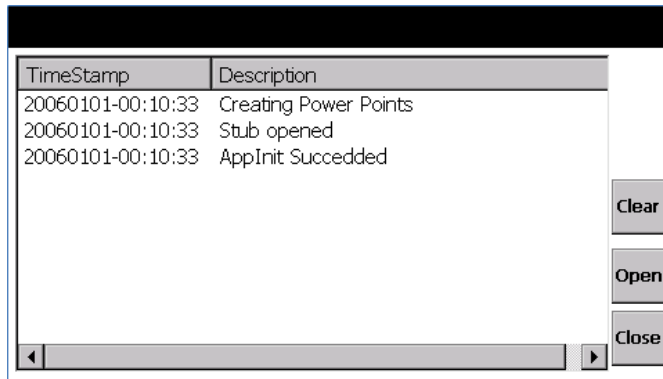 TimeStamp Description
20060101-00:10:33 Creating Power Points
20060101-00:10:33 Stub opened
20060101-00:10:33 AppInit Succedded
Clear
Open
Close